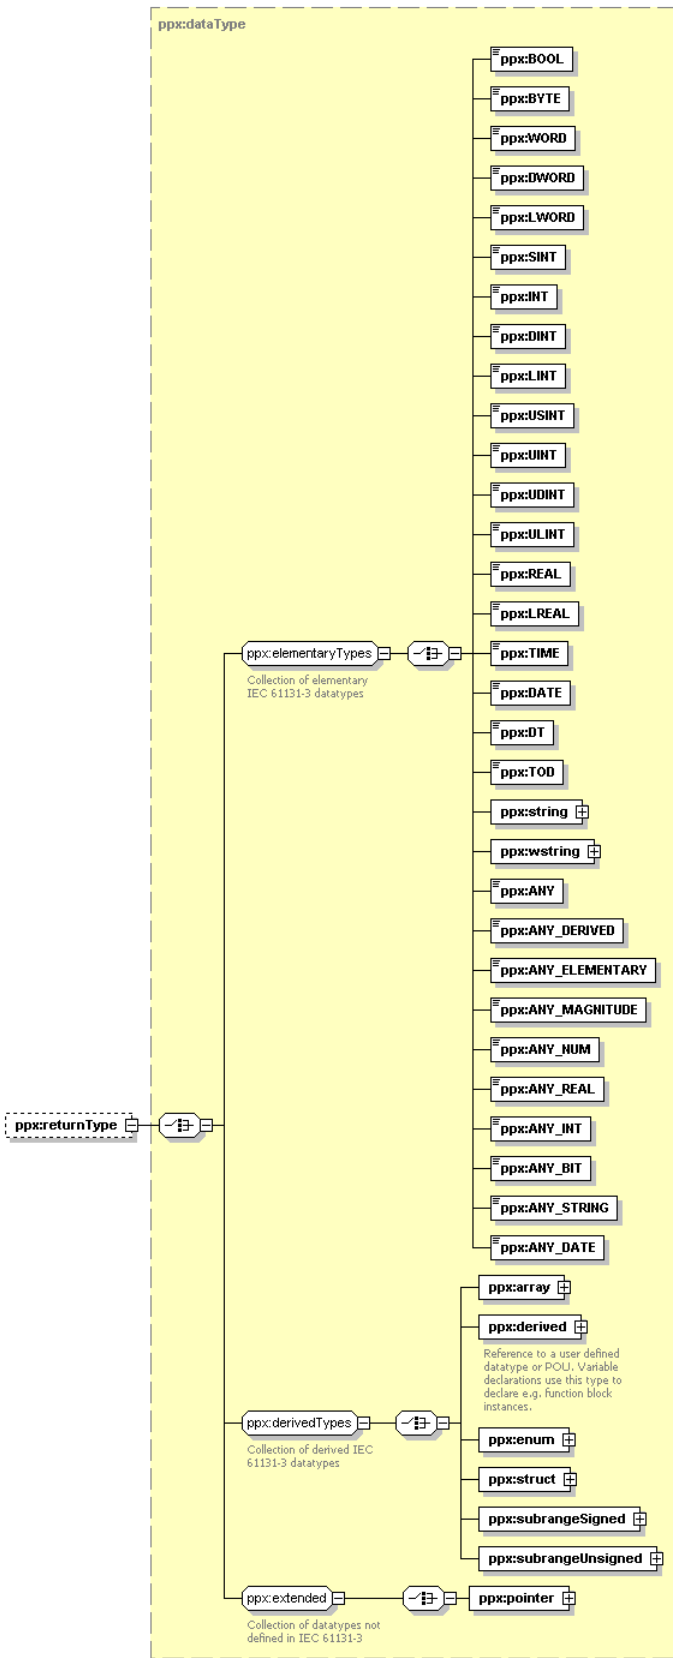 ppx:dataType
ppx:BOOL
ppx:BYTE
ppx:WORD
ppx:DWORD
ppx:LWORD
ppx:SINT
ppx:INT
ppx:DINT
ppx:LINT
ppx:USINT
ppx:UINT
ppx:UDINT
ppx:ULINT
ppx:REAL
ppx:LREAL
ppx:elementaryTypes
ppx:TIME
Collection of elementary
IEC 61131-3 datatypes
ppx:DATE
ppx:DT
ppx:TOD
ppx:string
ppx:wstring
ppx:ANY
ppx:ANY_DERIVED
ppx:ANY_ELEMENTARY
ppx:ANY_MAGNITUDE
ppx:ANY_NUM
ppx:ANY_REAL
ppx:returnType
ppx:ANY_INT
ppx:ANY_BIT
ppx:ANY_STRING
ppx:ANY_DATE
ppx:array
ppx:derived
Reference to a user defined
datatype or POU. Variable
declarations use this type to
declare e.g. function block
instances.
ppx:derivedTypes
Collection of derived IEC
61131-3 datatypes
ppx:enum
ppx:struct
ppx:subrangeSigned
ppx:subrangeUnsigned
ppx:extended
Collection of datatypes not
defined in IEC 61131-3
ppx:pointer